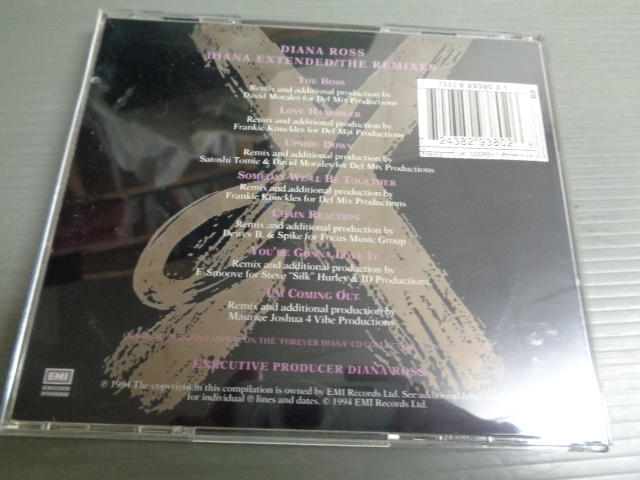 DIANA ROSS
DIANA EXTENDED/THE REMIXES
THE BOSS
Remix and additional production by
David Morales for Def Mix Productions
LOVE HANGOVER
Remix and additional production by
Frankie Knuckles for Def Mix Productions
UPSIDE DOWN
Remix and additional production by
Satoshi Tomie & David Morales for Def Mix Productions
SOMEDAY WE'LL BE TOGETHER
Remix and additional production by
Frankie Knuckles for Def Mix Productions
CHAIN REACTION
Remix and additional production by
Dewey B. & Spike for Fricus Music Group
YOU'RE GONNA LOVE IT
Remix and additional production by
E-Smoove for Steve "Silk" Hurley & ID Productions
I'M COMING OUT
Remix and additional production by
Maurice Joshua 4 Vibe Productions
APPEAR ON THE 'FOREVER DIANA' CD
EXECUTIVE PRODUCER DIANA ROSS
EMI
℗ 1994 The copyright in this compilation is owned by EMI Records Ltd. See additional
for individual ℗ lines and dates. © 1994 EMI Records Ltd.
24382 93802